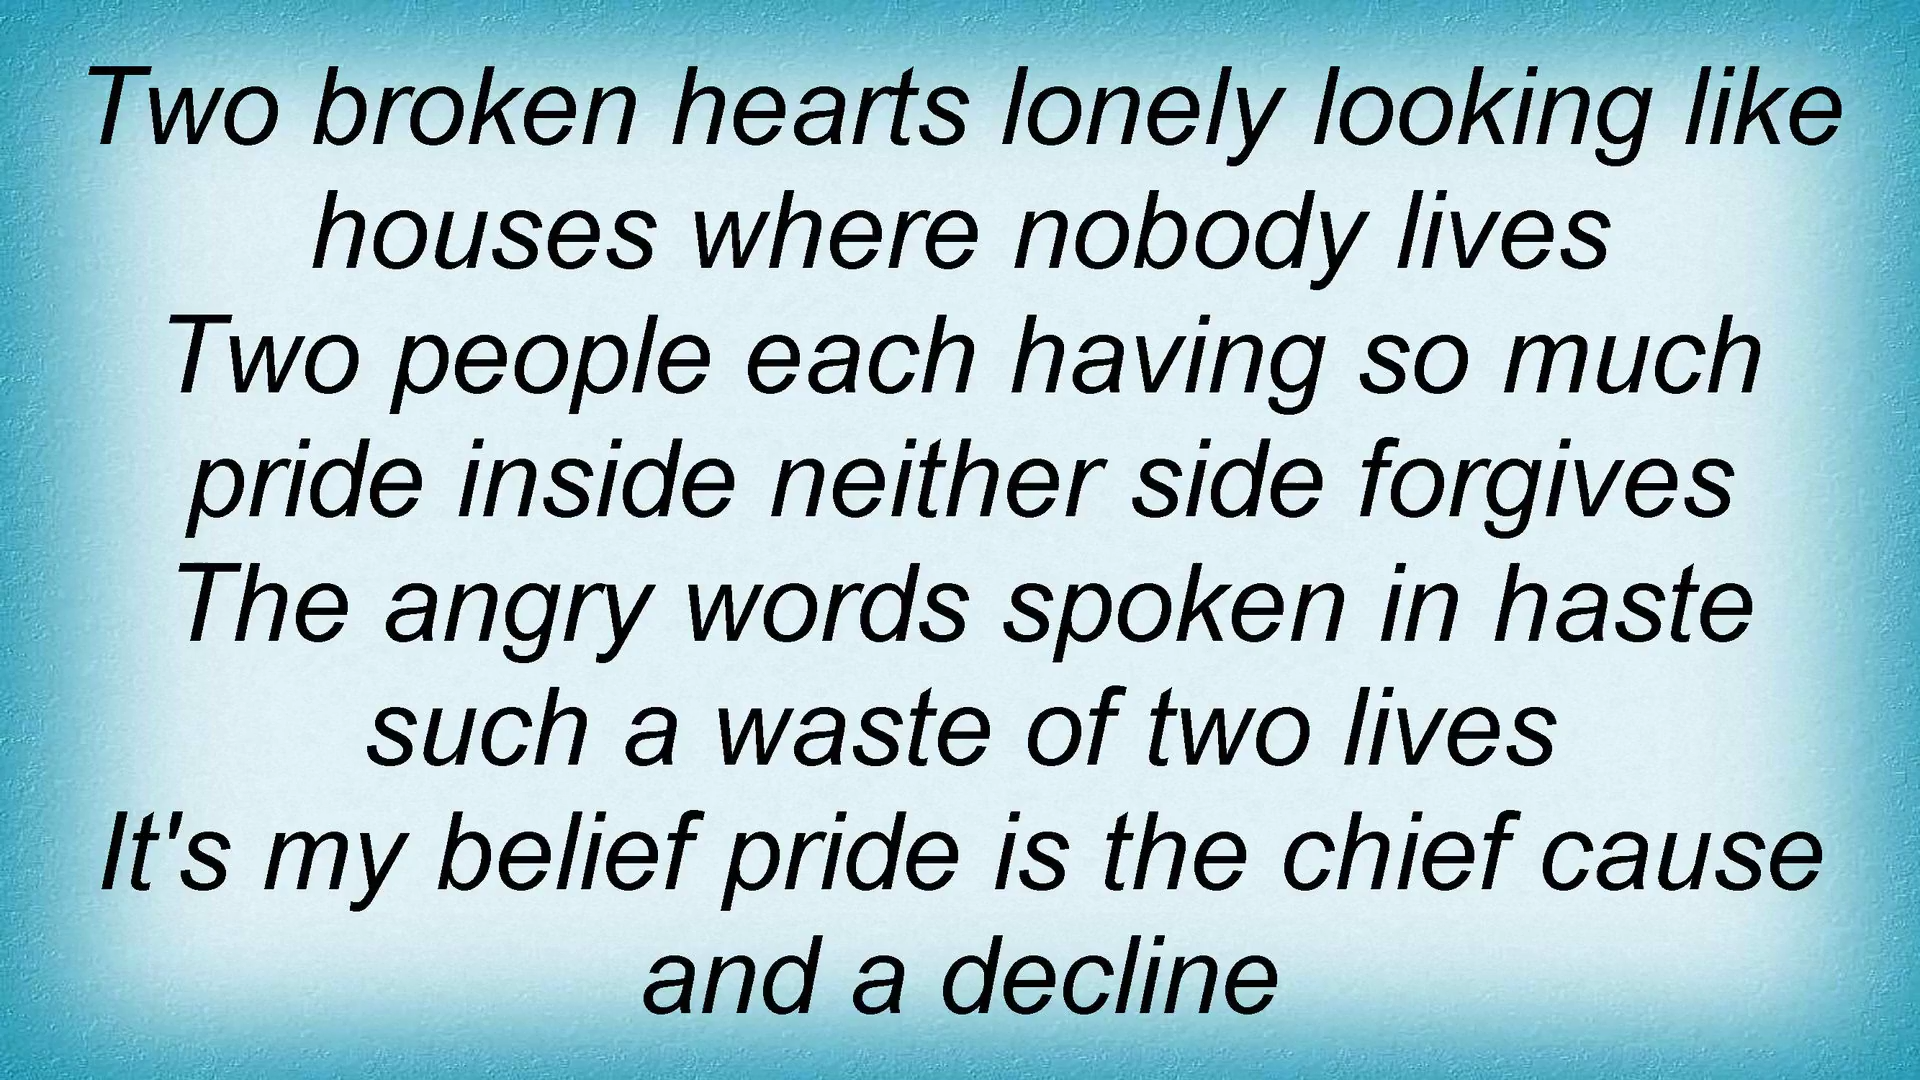 Two broken hearts lonely looking like
houses where nobody lives
Two people each having so much
pride inside neither side forgives
The angry words spoken in haste
such a waste of two lives
It's my belief pride is the chief cause
and a decline